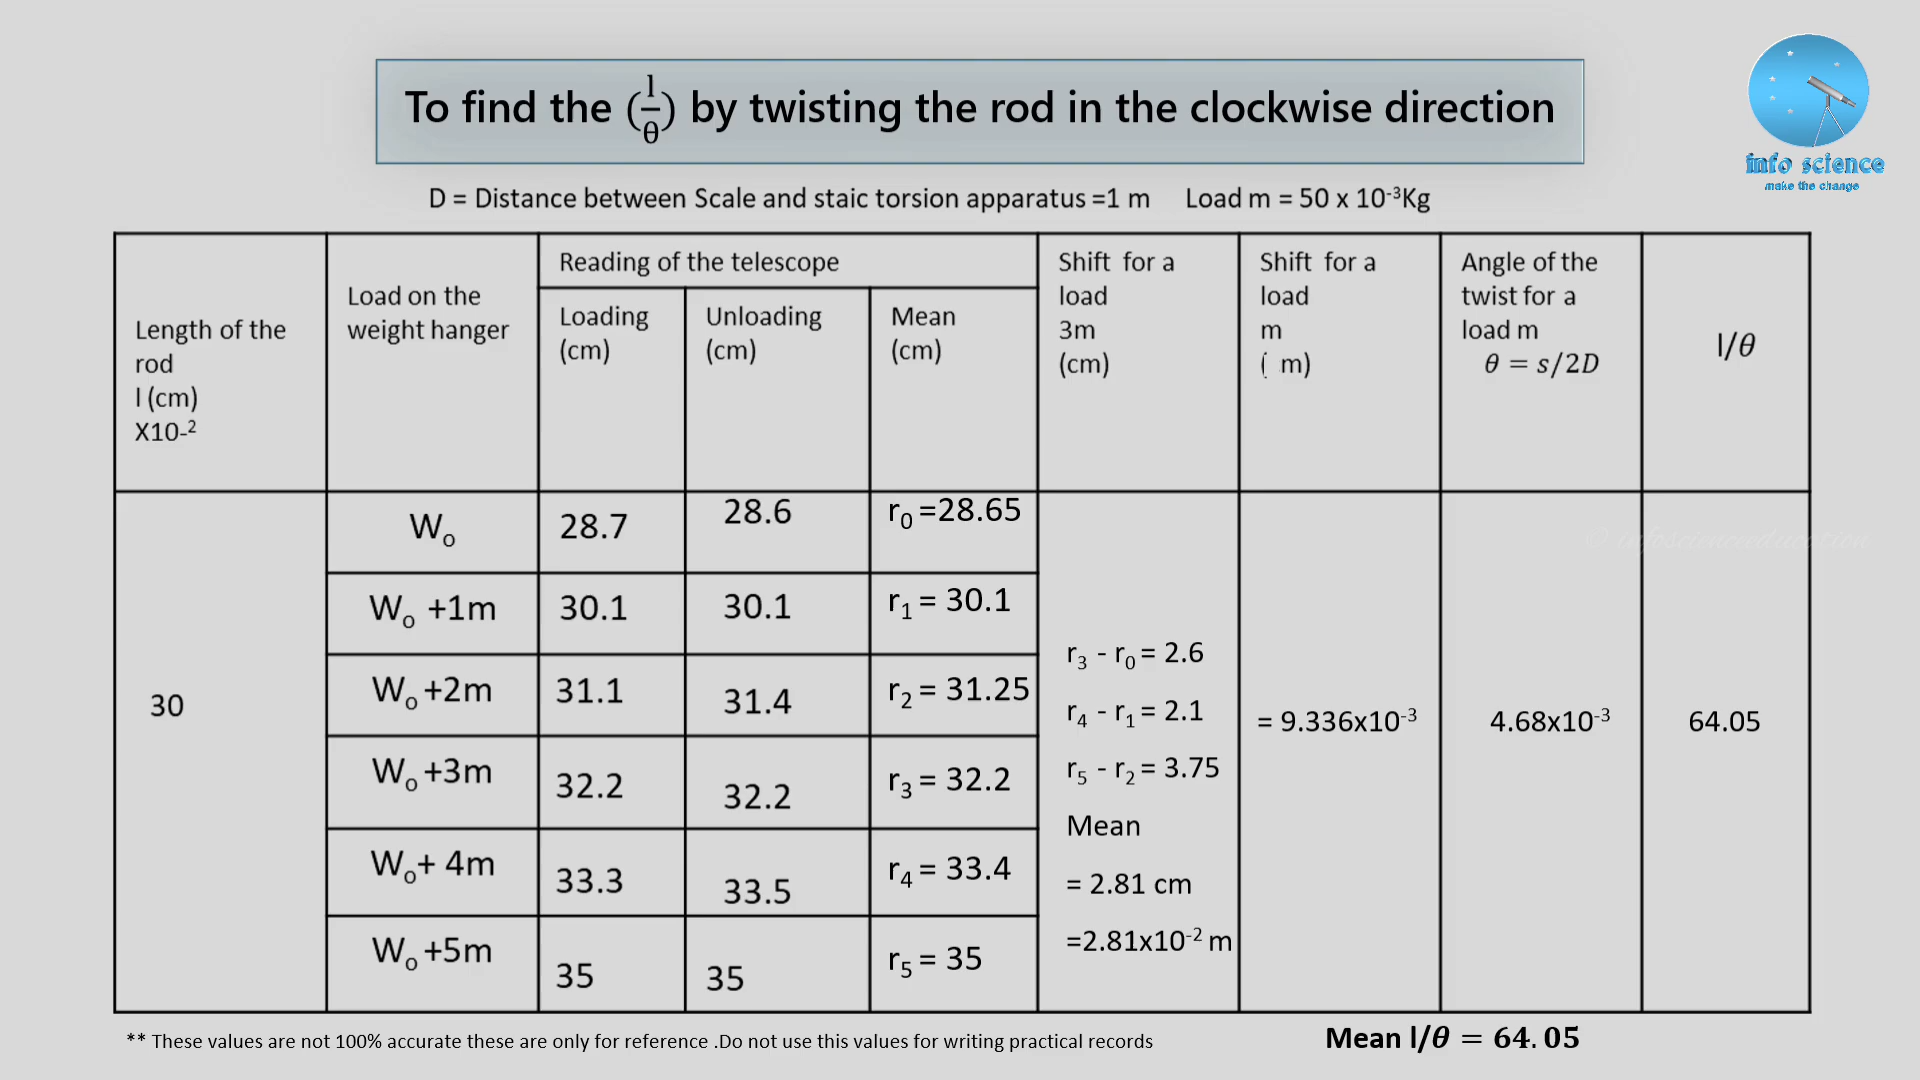 To find the (l/θ) by twisting the rod in the clockwise direction
info science
make the change
D = Distance between Scale and staic torsion apparatus =1 m Load m = 50 x 10⁻³Kg
Length of the
rod
l (cm)
X10-²
Load on the
weight hanger
Reading of the telescope
Loading
(cm)
Unloading
(cm)
Mean
(cm)
Shift for a
load
3m
(cm)
Shift for a
load
m
( m)
Angle of the
twist for a
load m
θ = s/2D
l/θ
30
W₀ 28.7 28.6 r₀ =28.65
W₀ +1m 30.1 30.1 r₁ = 30.1
W₀ +2m 31.1 31.4 r₂ = 31.25
W₀ +3m 32.2 32.2 r₃ = 32.2
W₀+ 4m 33.3 33.5 r₄ = 33.4
W₀ +5m 35 35 r₅ = 35
r₃ - r₀ = 2.6
r₄ - r₁ = 2.1
r₅ - r₂ = 3.75
Mean
= 2.81 cm
=2.81x10⁻² m
= 9.336x10⁻³
4.68x10⁻³
64.05
© infoscienceeducation
** These values are not 100% accurate these are only for reference .Do not use this values for writing practical records
Mean l/θ = 64.05